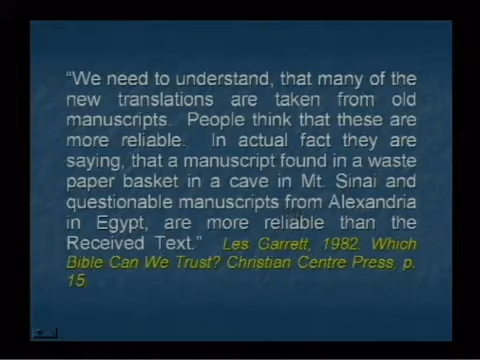 “We need to understand, that many of the
new translations are taken from old
manuscripts. People think that these are
more reliable. In actual fact they are
saying, that a manuscript found in a waste
paper basket in a cave in Mt. Sinai and
questionable manuscripts from Alexandria
in Egypt, are more reliable than the
Received Text.” Les Garrett, 1982. Which
Bible Can We Trust? Christian Centre Press, p.
15.